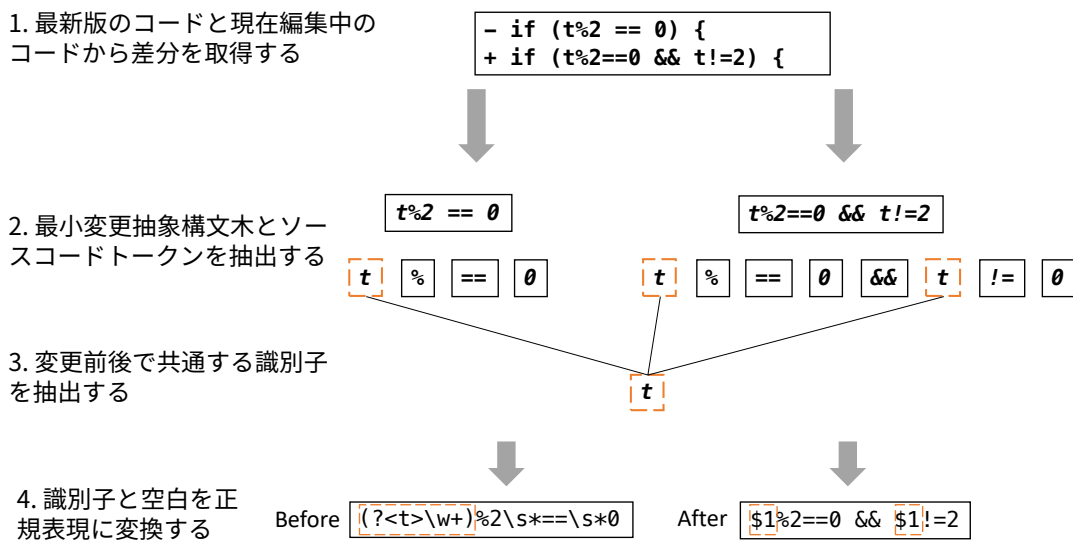 1. 最新版のコードと現在編集中の
コードから差分を取得する
– if (t%2 == 0) {
+ if (t%2==0 && t!=2) {
2. 最小変更抽象構文木とソー
スコードトークンを抽出する
t%2 == 0
t%2==0 && t!=2
t % == 0
t % == 0 && t != 0
3. 変更前後で共通する識別子
を抽出する
t
4. 識別子と空白を正
規表現に変換する
Before (?<t>\w+)%2\s*==\s*0
After $1%2==0 && $1!=2